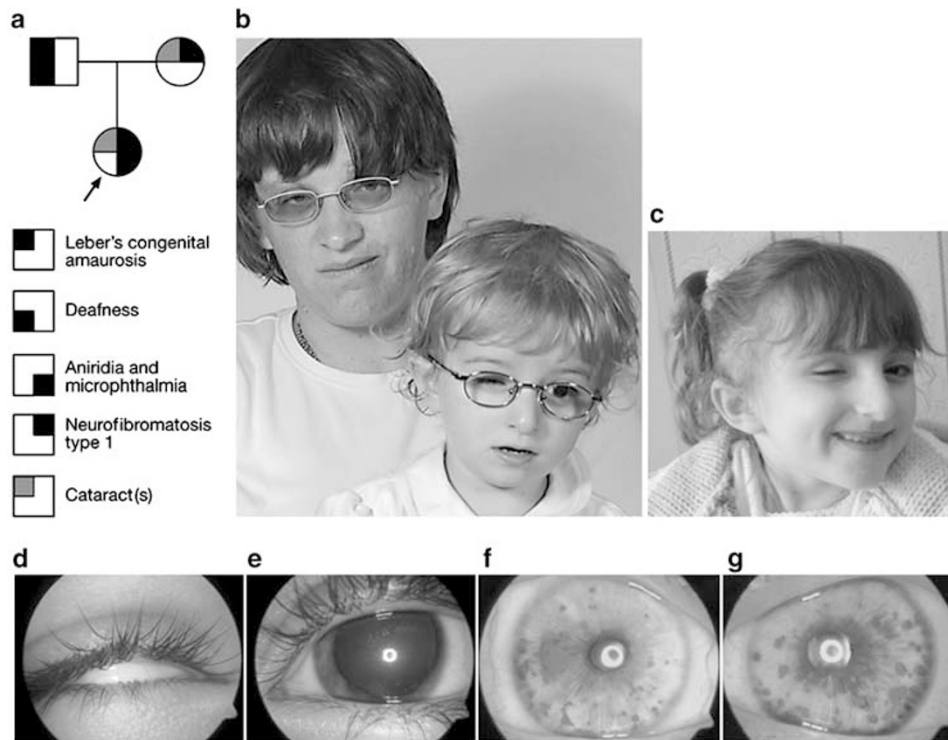 a
b
Leber's congenital
amaurosis
Deafness
Aniridia and
microphthalmia
Neurofibromatosis
type 1
Cataract(s)
c
d
e
f
g